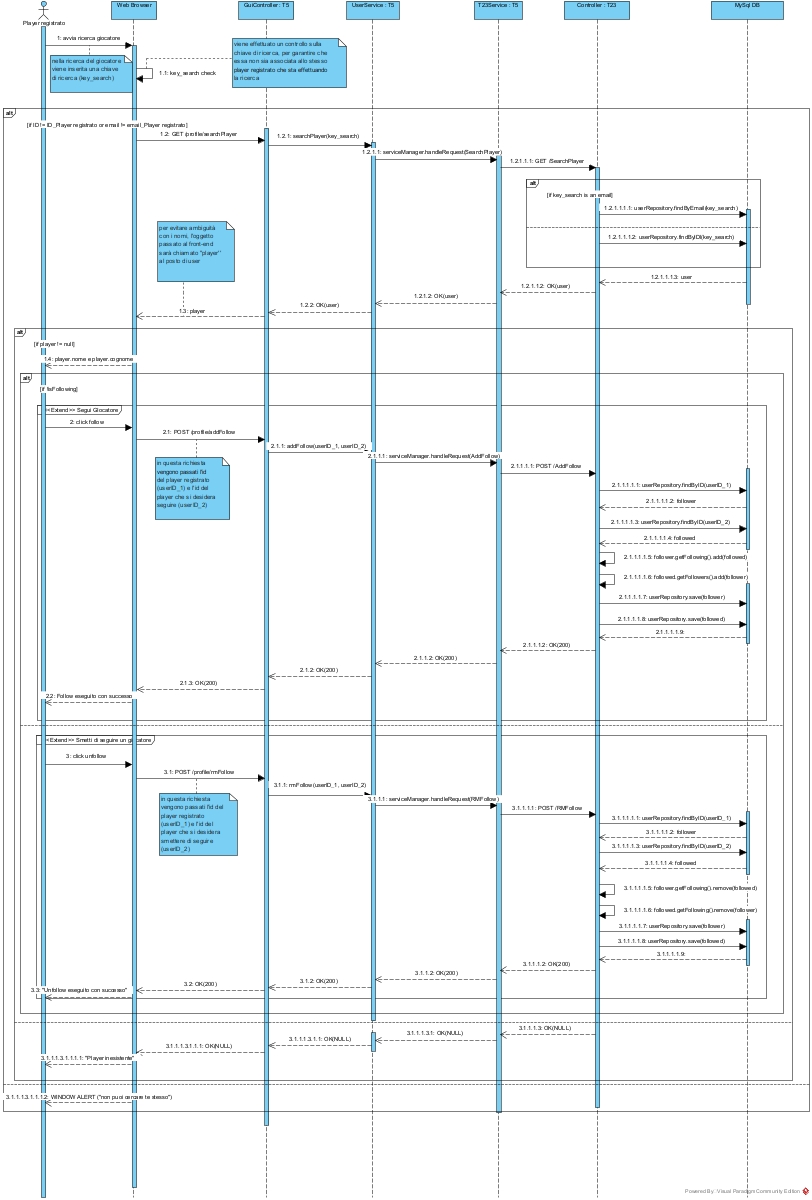 Player registrato
Web Browser
GuiController : T5
UserService : T5
T23Service : T5
Controller : T23
MySql DB
1: avvia ricerca giocatore
nella ricerca del giocatore
viene inserita una chiave
di ricerca (key_search)
1.1: key_search check
viene effettuato un controllo sulla
chiave di ricerca, per garantire che
essa non sia associata allo stesso
player registrato che sta effettuando
la ricerca
alt
[if ID != ID_Player registrato or email != email_Player registrato]
1.2: GET /profile/searchPlayer
1.2.1: searchPlayer(key_search)
1.2.1.1: serviceManager.handleRequest(SearchPlayer)
1.2.1.1.1: GET /SearchPlayer
alt
[if key_search is an email]
1.2.1.1.1.1: userRepository.findByEmail(key_search)
1.2.1.1.1.2: userRepository.findByID(key_search)
per evitare ambiguità
con i nomi, l'oggetto
passato al front-end
sarà chiamato "player"
al posto di user
1.2.1.1.1.3: user
1.2.1.1.2: OK(user)
1.2.1.2: OK(user)
1.2.2: OK(user)
1.3: player
alt
[if player != null]
1.4: player.nome e player.cognome
alt
[if !isFollowing]
<<Extend>> Segui Giocatore
2: click follow
2.1: POST /profile/addFollow
2.1.1: addFollow(userID_1, userID_2)
2.1.1.1: serviceManager.handleRequest(AddFollow)
2.1.1.1.1: POST /AddFollow
in questa richiesta
vengono passati l'id
del player registrato
(userID_1) e l'id del
player che si desidera
seguire (userID_2)
2.1.1.1.1.1: userRepository.findByID(userID_1)
2.1.1.1.1.2: follower
2.1.1.1.1.3: userRepository.findByID(userID_2)
2.1.1.1.1.4: followed
2.1.1.1.1.5: follower.getFollowing().add(followed)
2.1.1.1.1.6: followed.getFollowers().add(follower)
2.1.1.1.1.7: userRepository.save(follower)
2.1.1.1.1.8: userRepository.save(followed)
2.1.1.1.1.9:
2.1.1.1.2: OK(200)
2.1.1.2: OK(200)
2.1.2: OK(200)
2.1.3: OK(200)
2.2: Follow eseguito con successo
<<Extend>> Smetti di seguire un giocatore
3: click unfollow
3.1: POST /profile/rmFollow
3.1.1: rmFollow(userID_1, userID_2)
3.1.1.1: serviceManager.handleRequest(RMFollow)
3.1.1.1.1: POST /RMFollow
in questa richiesta
vengono passati l'id del
player registrato
(userID_1) e l'id del
player che si desidera
smettere di seguire
(userID_2)
3.1.1.1.1.1: userRepository.findByID(userID_1)
3.1.1.1.1.2: follower
3.1.1.1.1.3: userRepository.findByID(userID_2)
3.1.1.1.1.4: followed
3.1.1.1.1.5: follower.getFollowing().remove(followed)
3.1.1.1.1.6: followed.getFollowing().remove(follower)
3.1.1.1.1.7: userRepository.save(follower)
3.1.1.1.1.8: userRepository.save(followed)
3.1.1.1.1.9:
3.1.1.1.2: OK(200)
3.1.1.2: OK(200)
3.1.2: OK(200)
3.2: OK(200)
3.3: "Unfollow eseguito con successo"
3.1.1.1.3: OK(NULL)
3.1.1.1.3.1: OK(NULL)
3.1.1.1.3.1.1: OK(NULL)
3.1.1.1.3.1.1.1: OK(NULL)
3.1.1.1.3.1.1.1.1: "Player inesistente"
3.1.1.1.3.1.1.1.2: WINDOW ALERT ("non puoi cercare te stesso")
Powered By: Visual Paradigm Community Edition